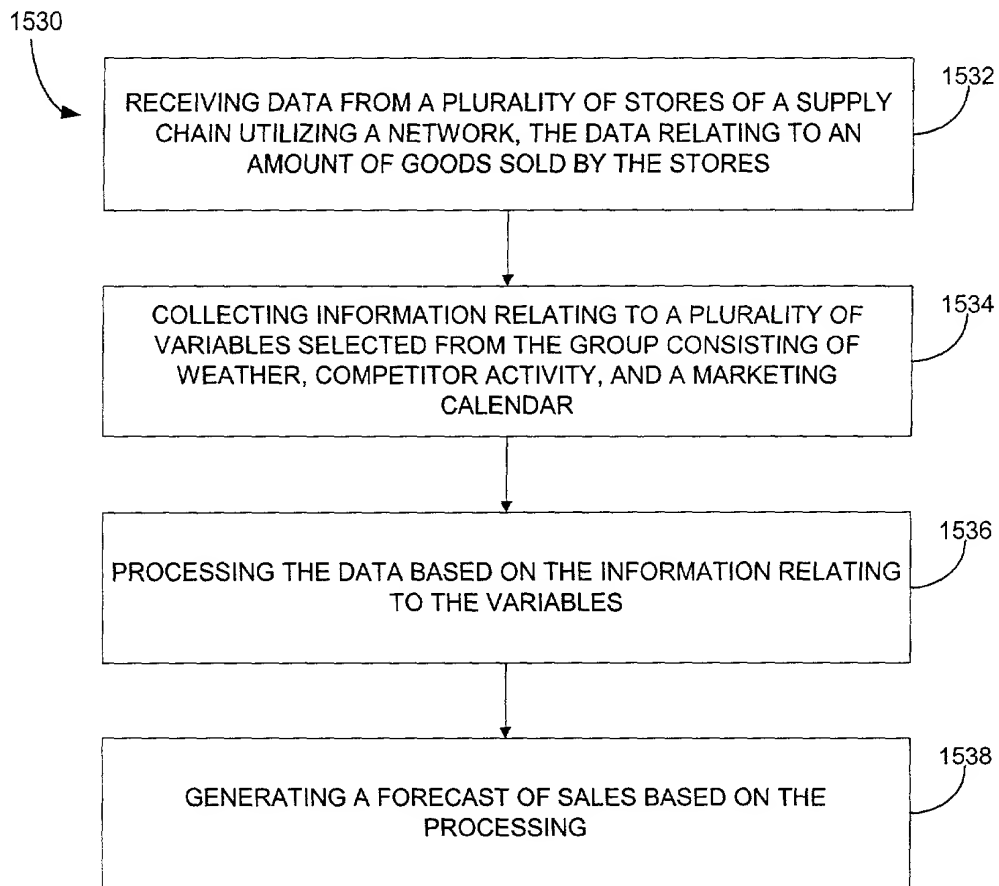 1530
1532
RECEIVING DATA FROM A PLURALITY OF STORES OF A SUPPLY
CHAIN UTILIZING A NETWORK, THE DATA RELATING TO AN
AMOUNT OF GOODS SOLD BY THE STORES
1534
COLLECTING INFORMATION RELATING TO A PLURALITY OF
VARIABLES SELECTED FROM THE GROUP CONSISTING OF
WEATHER, COMPETITOR ACTIVITY, AND A MARKETING
CALENDAR
1536
PROCESSING THE DATA BASED ON THE INFORMATION RELATING
TO THE VARIABLES
1538
GENERATING A FORECAST OF SALES BASED ON THE
PROCESSING